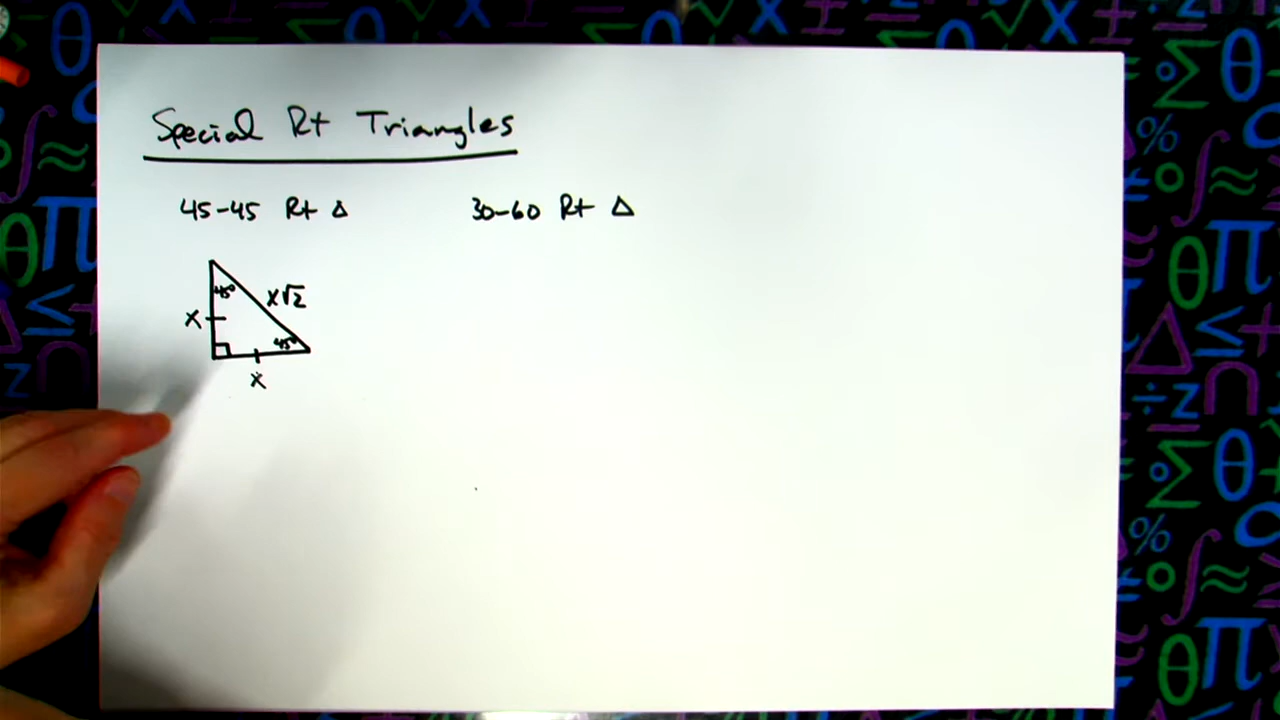 Special Rt Triangles
45-45 Rt Δ
30-60 Rt Δ
45°
x√2
x
45°
x